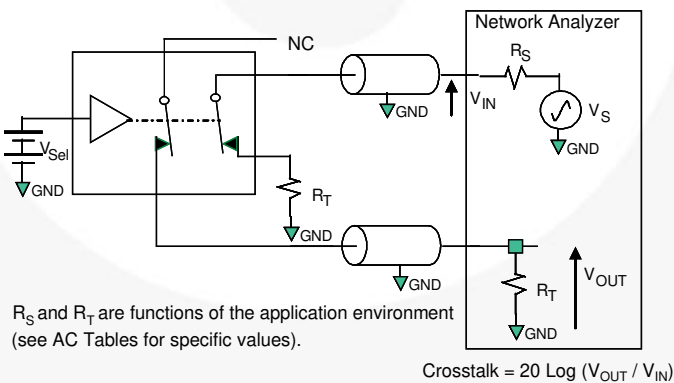 Network Analyzer
NC
RS
VIN
GND
VS
GND
VSel
GND
RT
GND
GND
RT
VOUT
GND
RS and RT are functions of the application environment
(see AC Tables for specific values).
Crosstalk = 20 Log (VOUT / VIN)